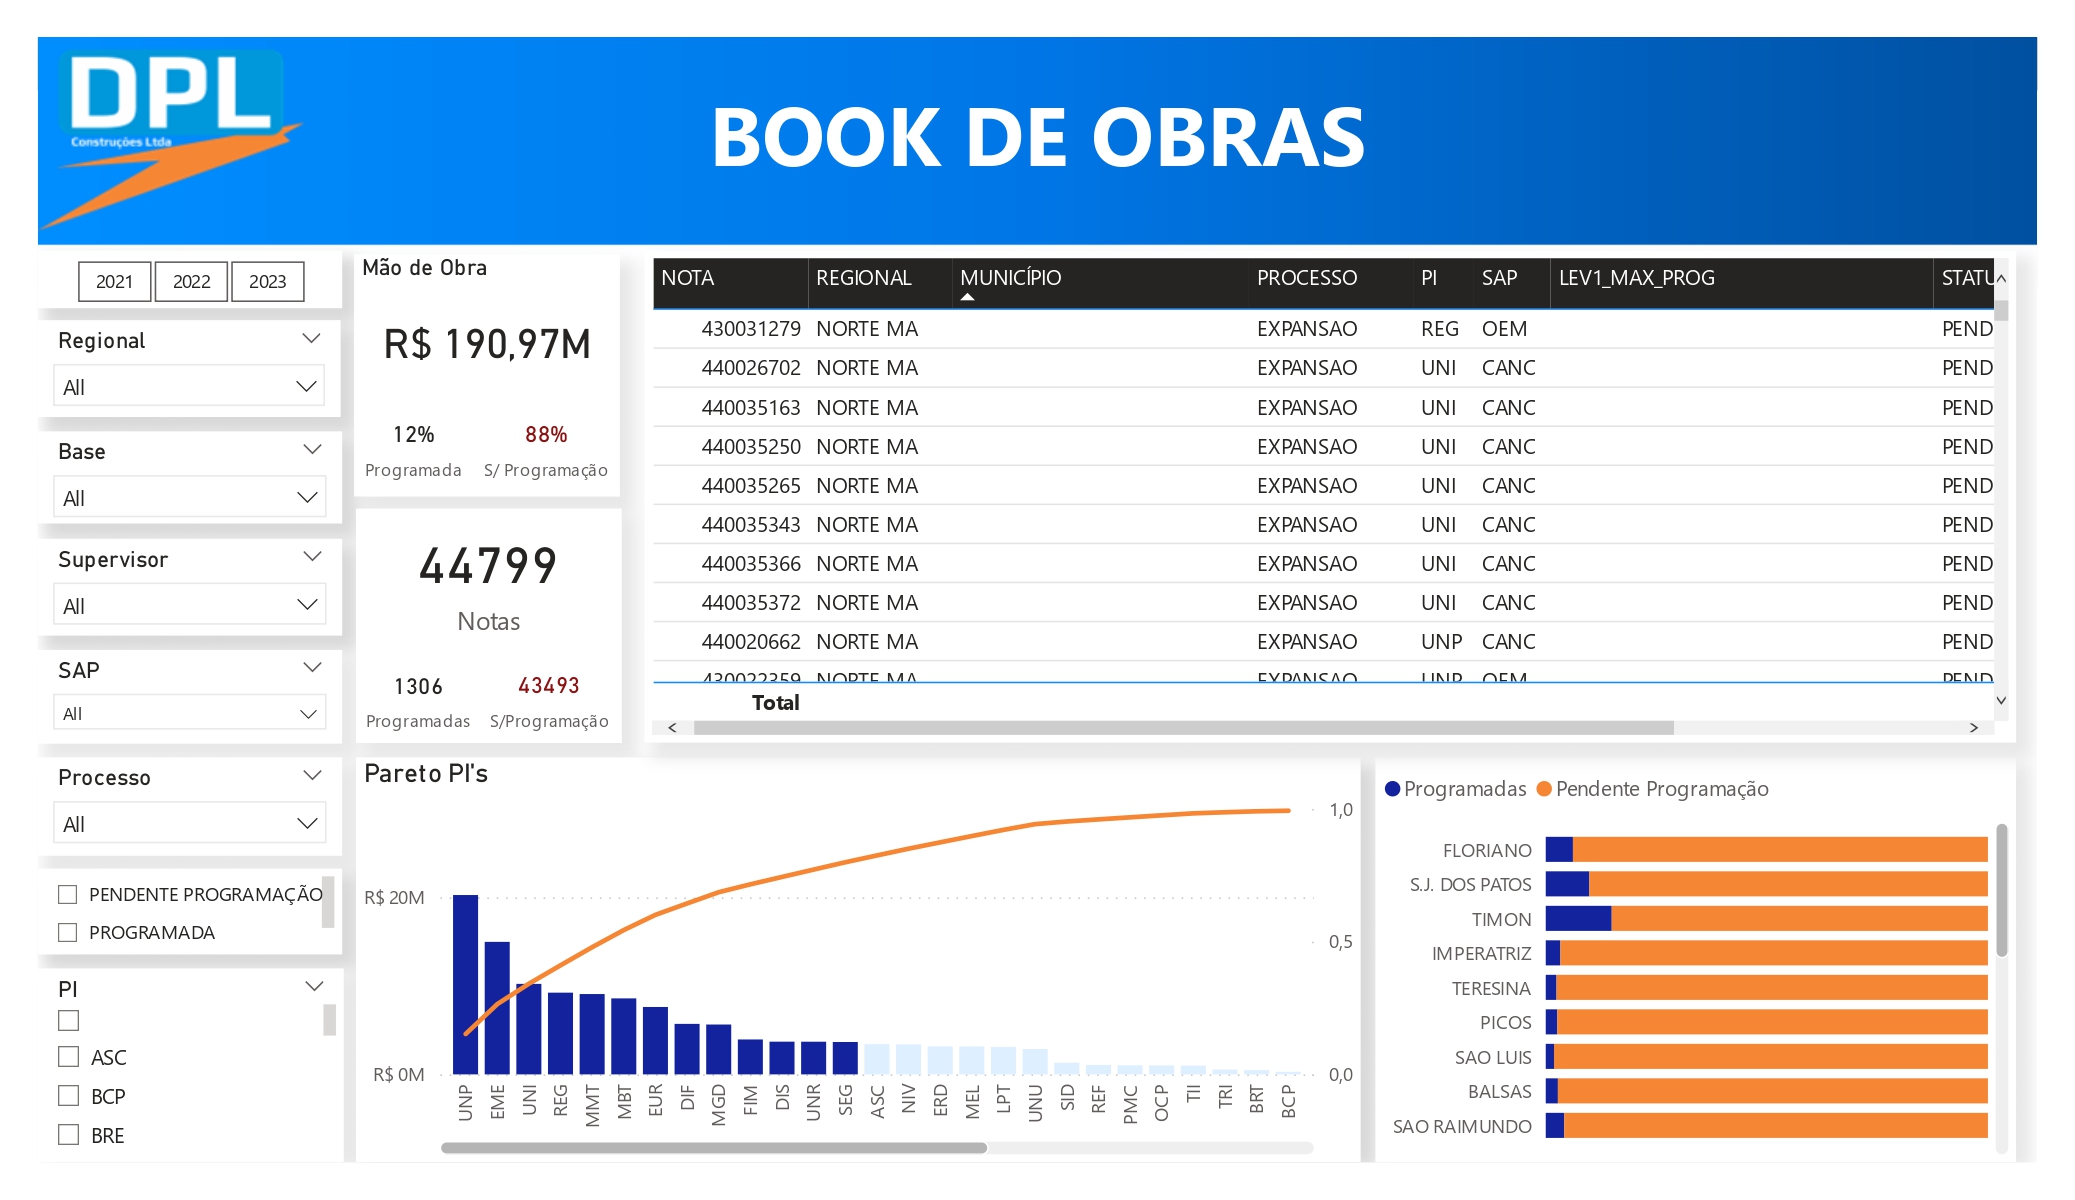 DPL
Construções Ltda
BOOK DE OBRAS
2021 2022 2023
Regional
All
Base
All
Supervisor
All
SAP
All
Processo
All
PENDENTE PROGRAMAÇÃO
PROGRAMADA
PI
ASC
BCP
BRE
Mão de Obra
R$ 190,97M
12% 88%
Programada S/ Programação
44799
Notas
1306 43493
Programadas S/Programação
NOTA REGIONAL MUNICÍPIO PROCESSO PI SAP LEV1_MAX_PROG STATU
430031279 NORTE MA EXPANSAO REG OEM PEND
440026702 NORTE MA EXPANSAO UNI CANC PEND
440035163 NORTE MA EXPANSAO UNI CANC PEND
440035250 NORTE MA EXPANSAO UNI CANC PEND
440035265 NORTE MA EXPANSAO UNI CANC PEND
440035343 NORTE MA EXPANSAO UNI CANC PEND
440035366 NORTE MA EXPANSAO UNI CANC PEND
440035372 NORTE MA EXPANSAO UNI CANC PEND
440020662 NORTE MA EXPANSAO UNP CANC PEND
430022359 NORTE MA EXPANSAO UNP OEM PEND
Total
Pareto PI's
1,0
R$ 20M
0,5
R$ 0M
0,0
UNP EME UNI REG MMT MBT EUR DIF MGD FIM DIS UNR SEG ASC NIV ERD MEL LPT UNU SID REF PMC OCP TII TRI BRT BCP
Programadas Pendente Programação
FLORIANO
S.J. DOS PATOS
TIMON
IMPERATRIZ
TERESINA
PICOS
SAO LUIS
BALSAS
SAO RAIMUNDO